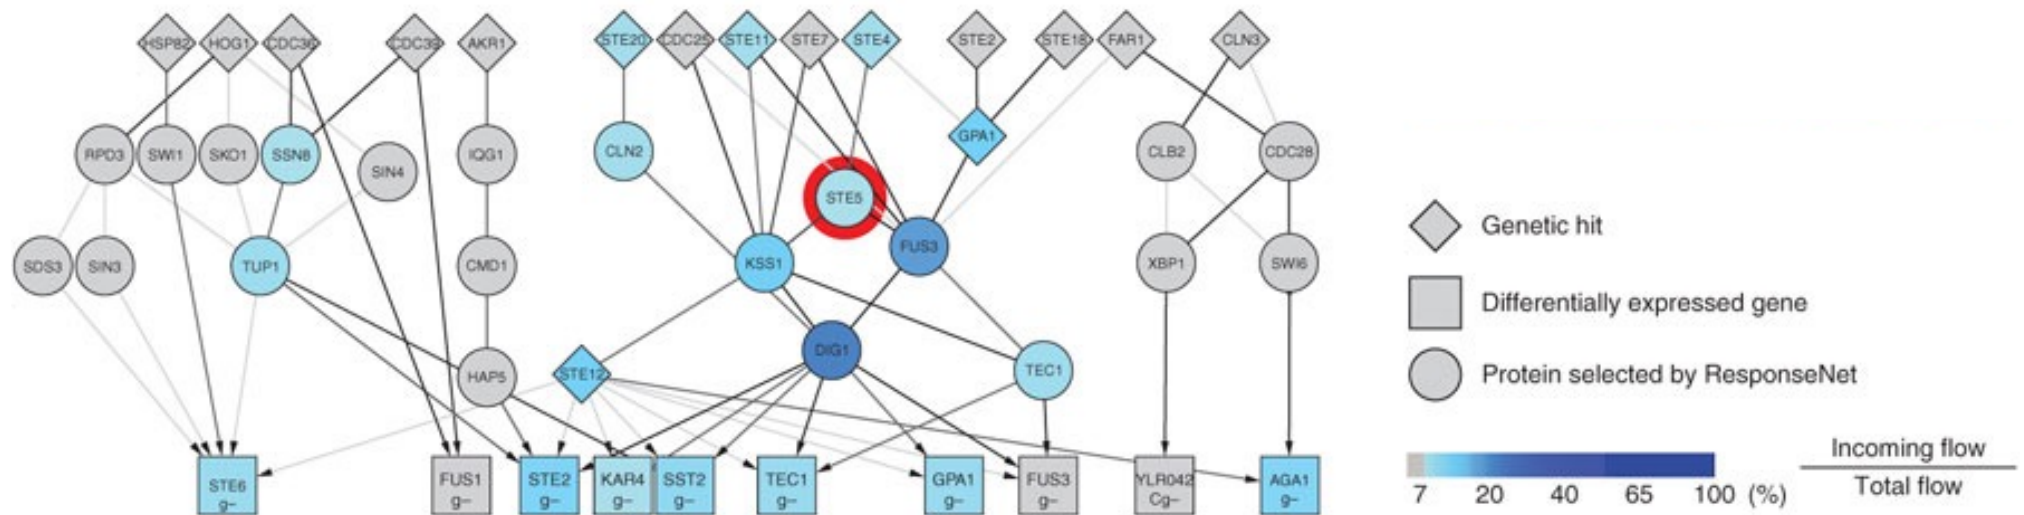 HSP82 HOG1 CDC36 CDC39 AKR1 STE20 CDC25 STE11 STE7 STE4 STE2 STE18 FAR1 CLN3
GPA1
RPD3 SWI1 SKO1 SSN8 SIN4 IQG1 CLN2 CLB2 CDC28
STE5
SDS3 SIN3 TUP1 CMD1 KSS1 FUS3 XBP1 SWI6
HAP5 STE12 DIG1 TEC1
STE6 FUS1 STE2 KAR4 SST2 TEC1 GPA1 FUS3 YLR042 AGA1
g– g– g– g– g– g– g– g– Cg– g–
Genetic hit
Differentially expressed gene
Protein selected by ResponseNet
7 20 40 65 100 (%)
Incoming flow
Total flow